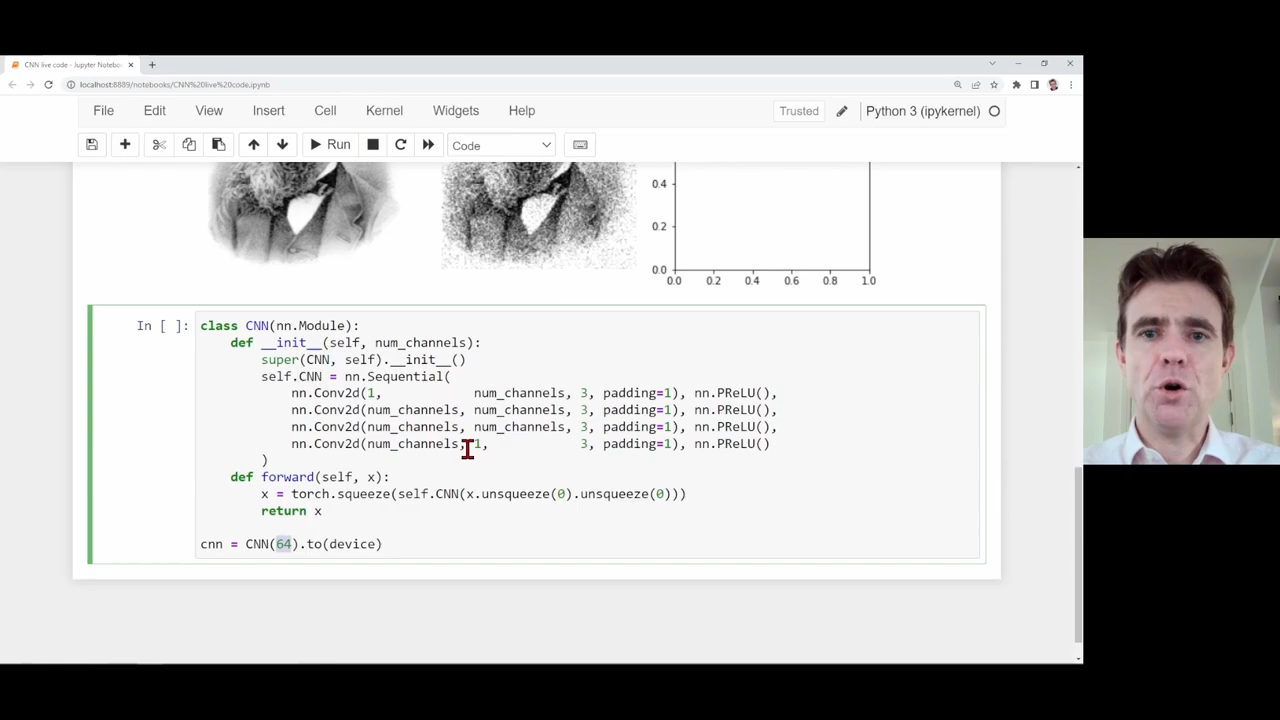 CNN live code - Jupyter Notebo
localhost:8889/notebooks/CNN%20live%20code.ipynb
File Edit View Insert Cell Kernel Widgets Help Trusted Python 3 (ipykernel)
Run Code
0.4
0.2
0.0
0.0 0.2 0.4 0.6 0.8 1.0
In [ ]: class CNN(nn.Module):
def __init__(self, num_channels):
super(CNN, self).__init__()
self.CNN = nn.Sequential(
nn.Conv2d(1, num_channels, 3, padding=1), nn.PReLU(),
nn.Conv2d(num_channels, num_channels, 3, padding=1), nn.PReLU(),
nn.Conv2d(num_channels, num_channels, 3, padding=1), nn.PReLU(),
nn.Conv2d(num_channels, 1, 3, padding=1), nn.PReLU()
)
def forward(self, x):
x = torch.squeeze(self.CNN(x.unsqueeze(0).unsqueeze(0)))
return x
cnn = CNN(64).to(device)